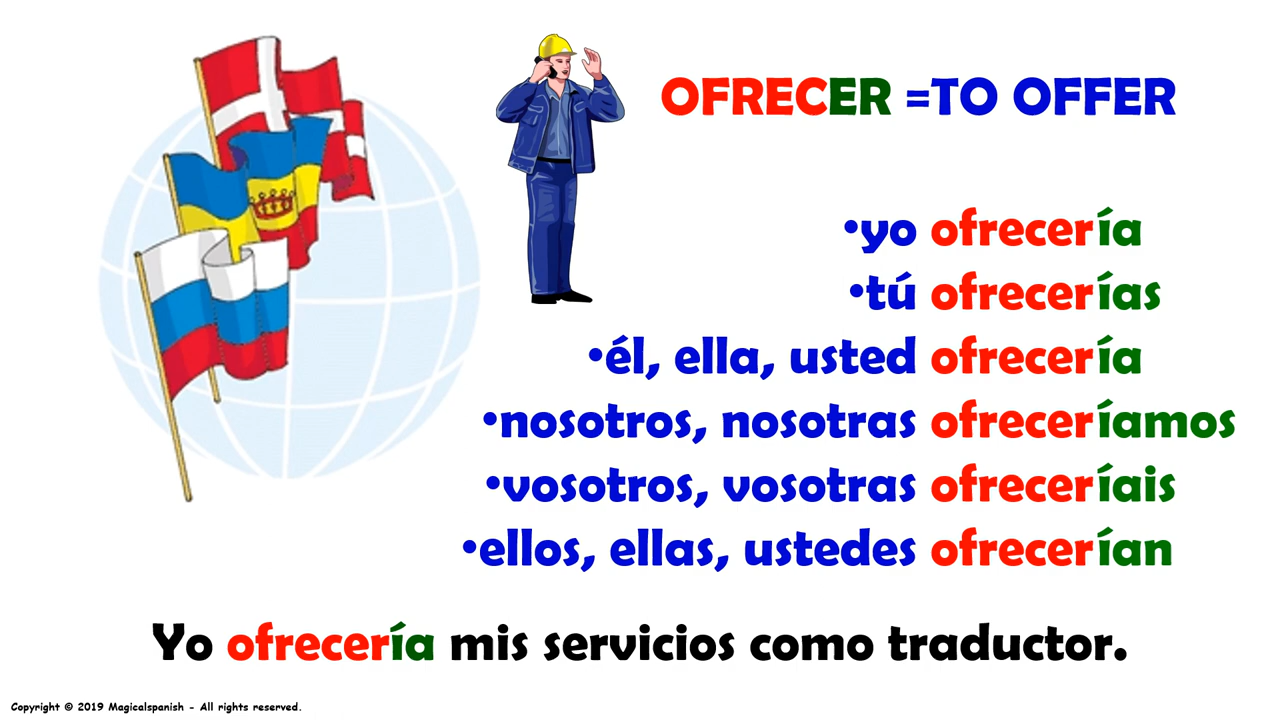 OFRECER =TO OFFER
•yo ofrecería
•tú ofrecerías
•él, ella, usted ofrecería
•nosotros, nosotras ofreceríamos
•vosotros, vosotras ofreceríais
•ellos, ellas, ustedes ofrecerían
Yo ofrecería mis servicios como traductor.
Copyright © 2019 Magicalspanish - All rights reserved.